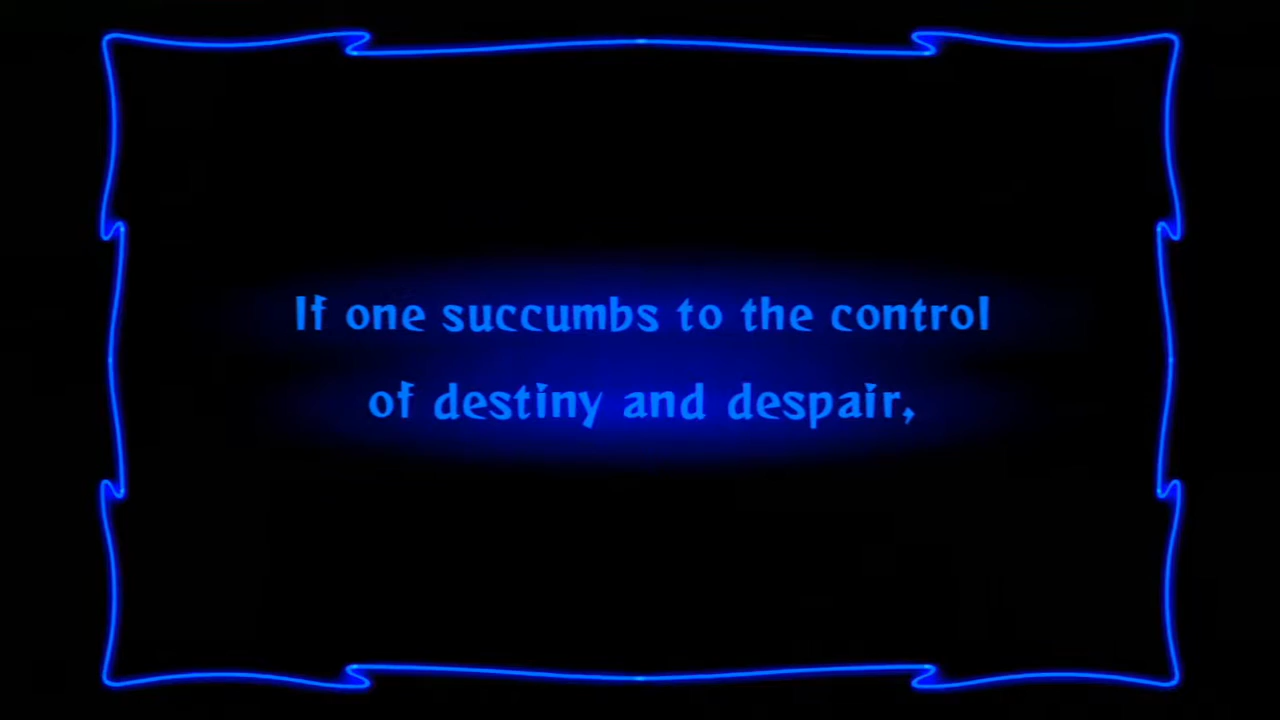 If one succumbs to the control
of destiny and despair,